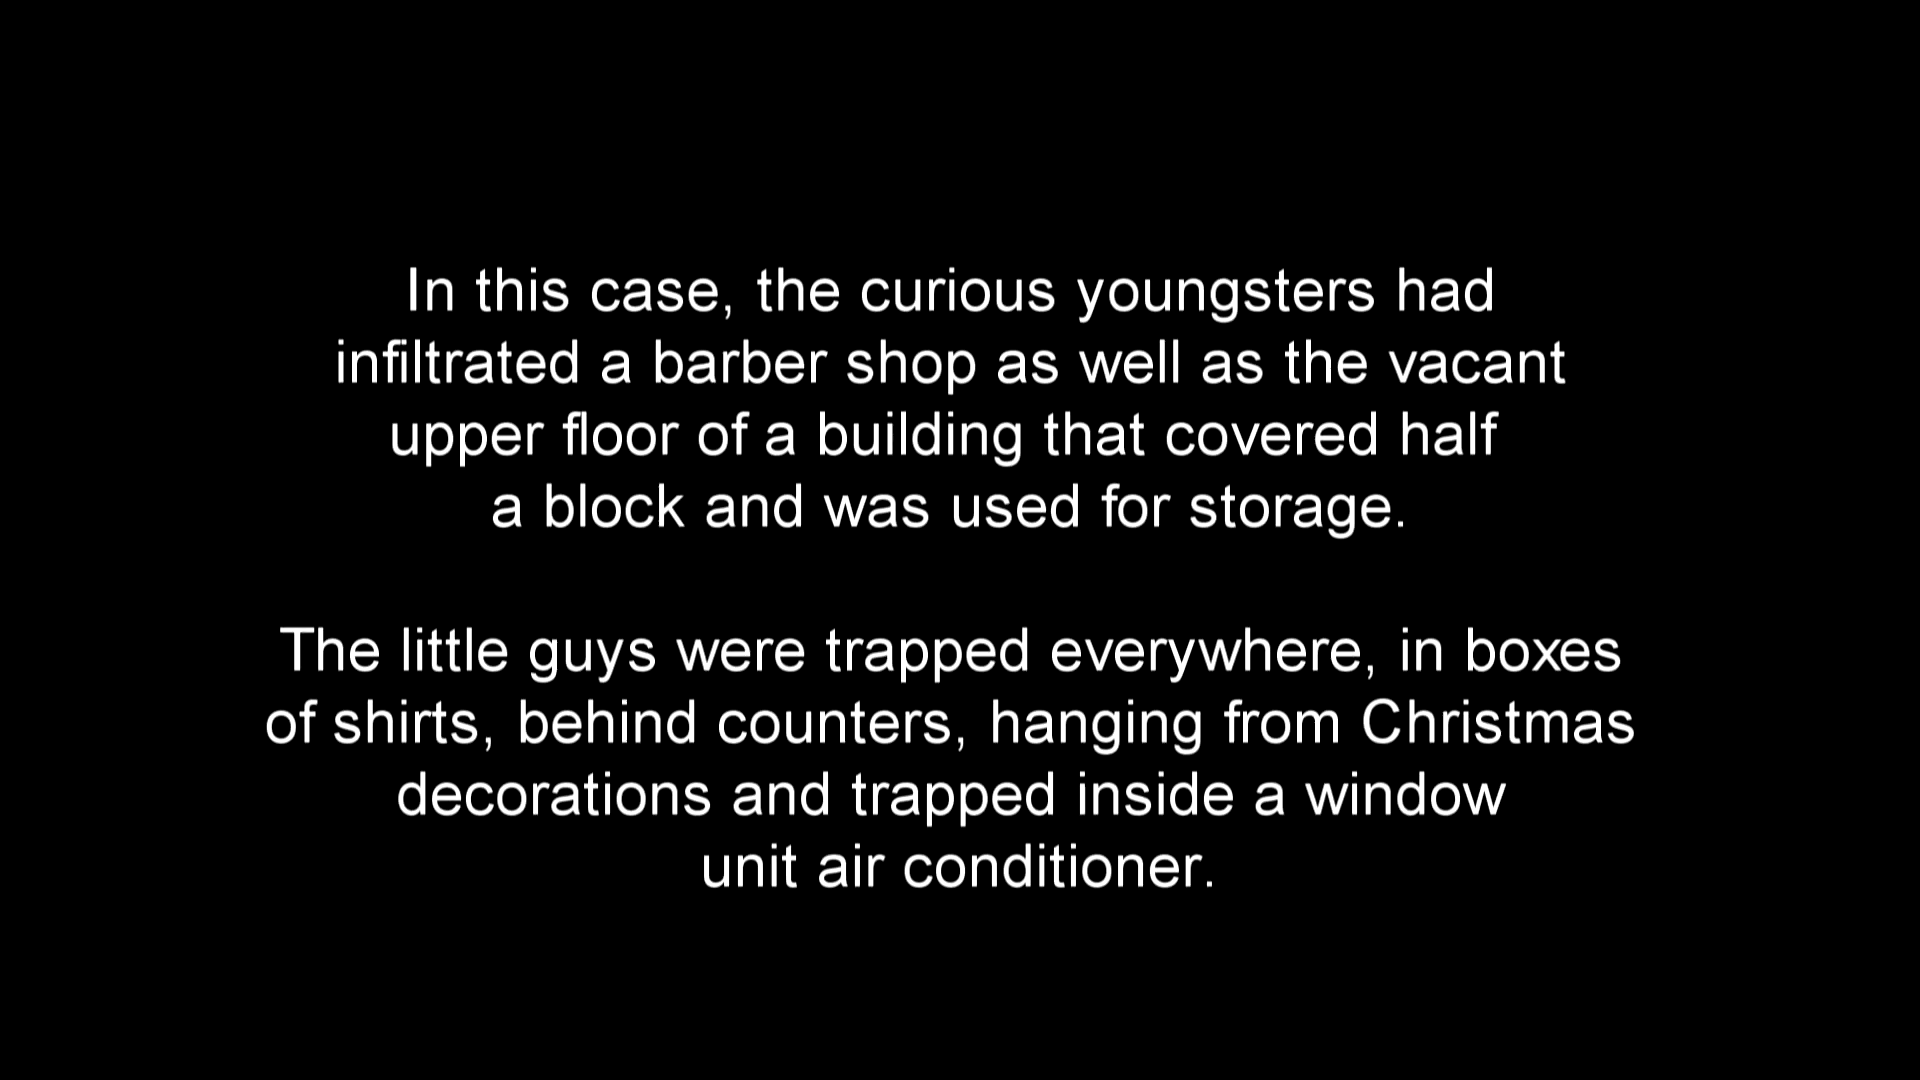 In this case, the curious youngsters had
infiltrated a barber shop as well as the vacant
upper floor of a building that covered half
a block and was used for storage.
The little guys were trapped everywhere, in boxes
of shirts, behind counters, hanging from Christmas
decorations and trapped inside a window
unit air conditioner.